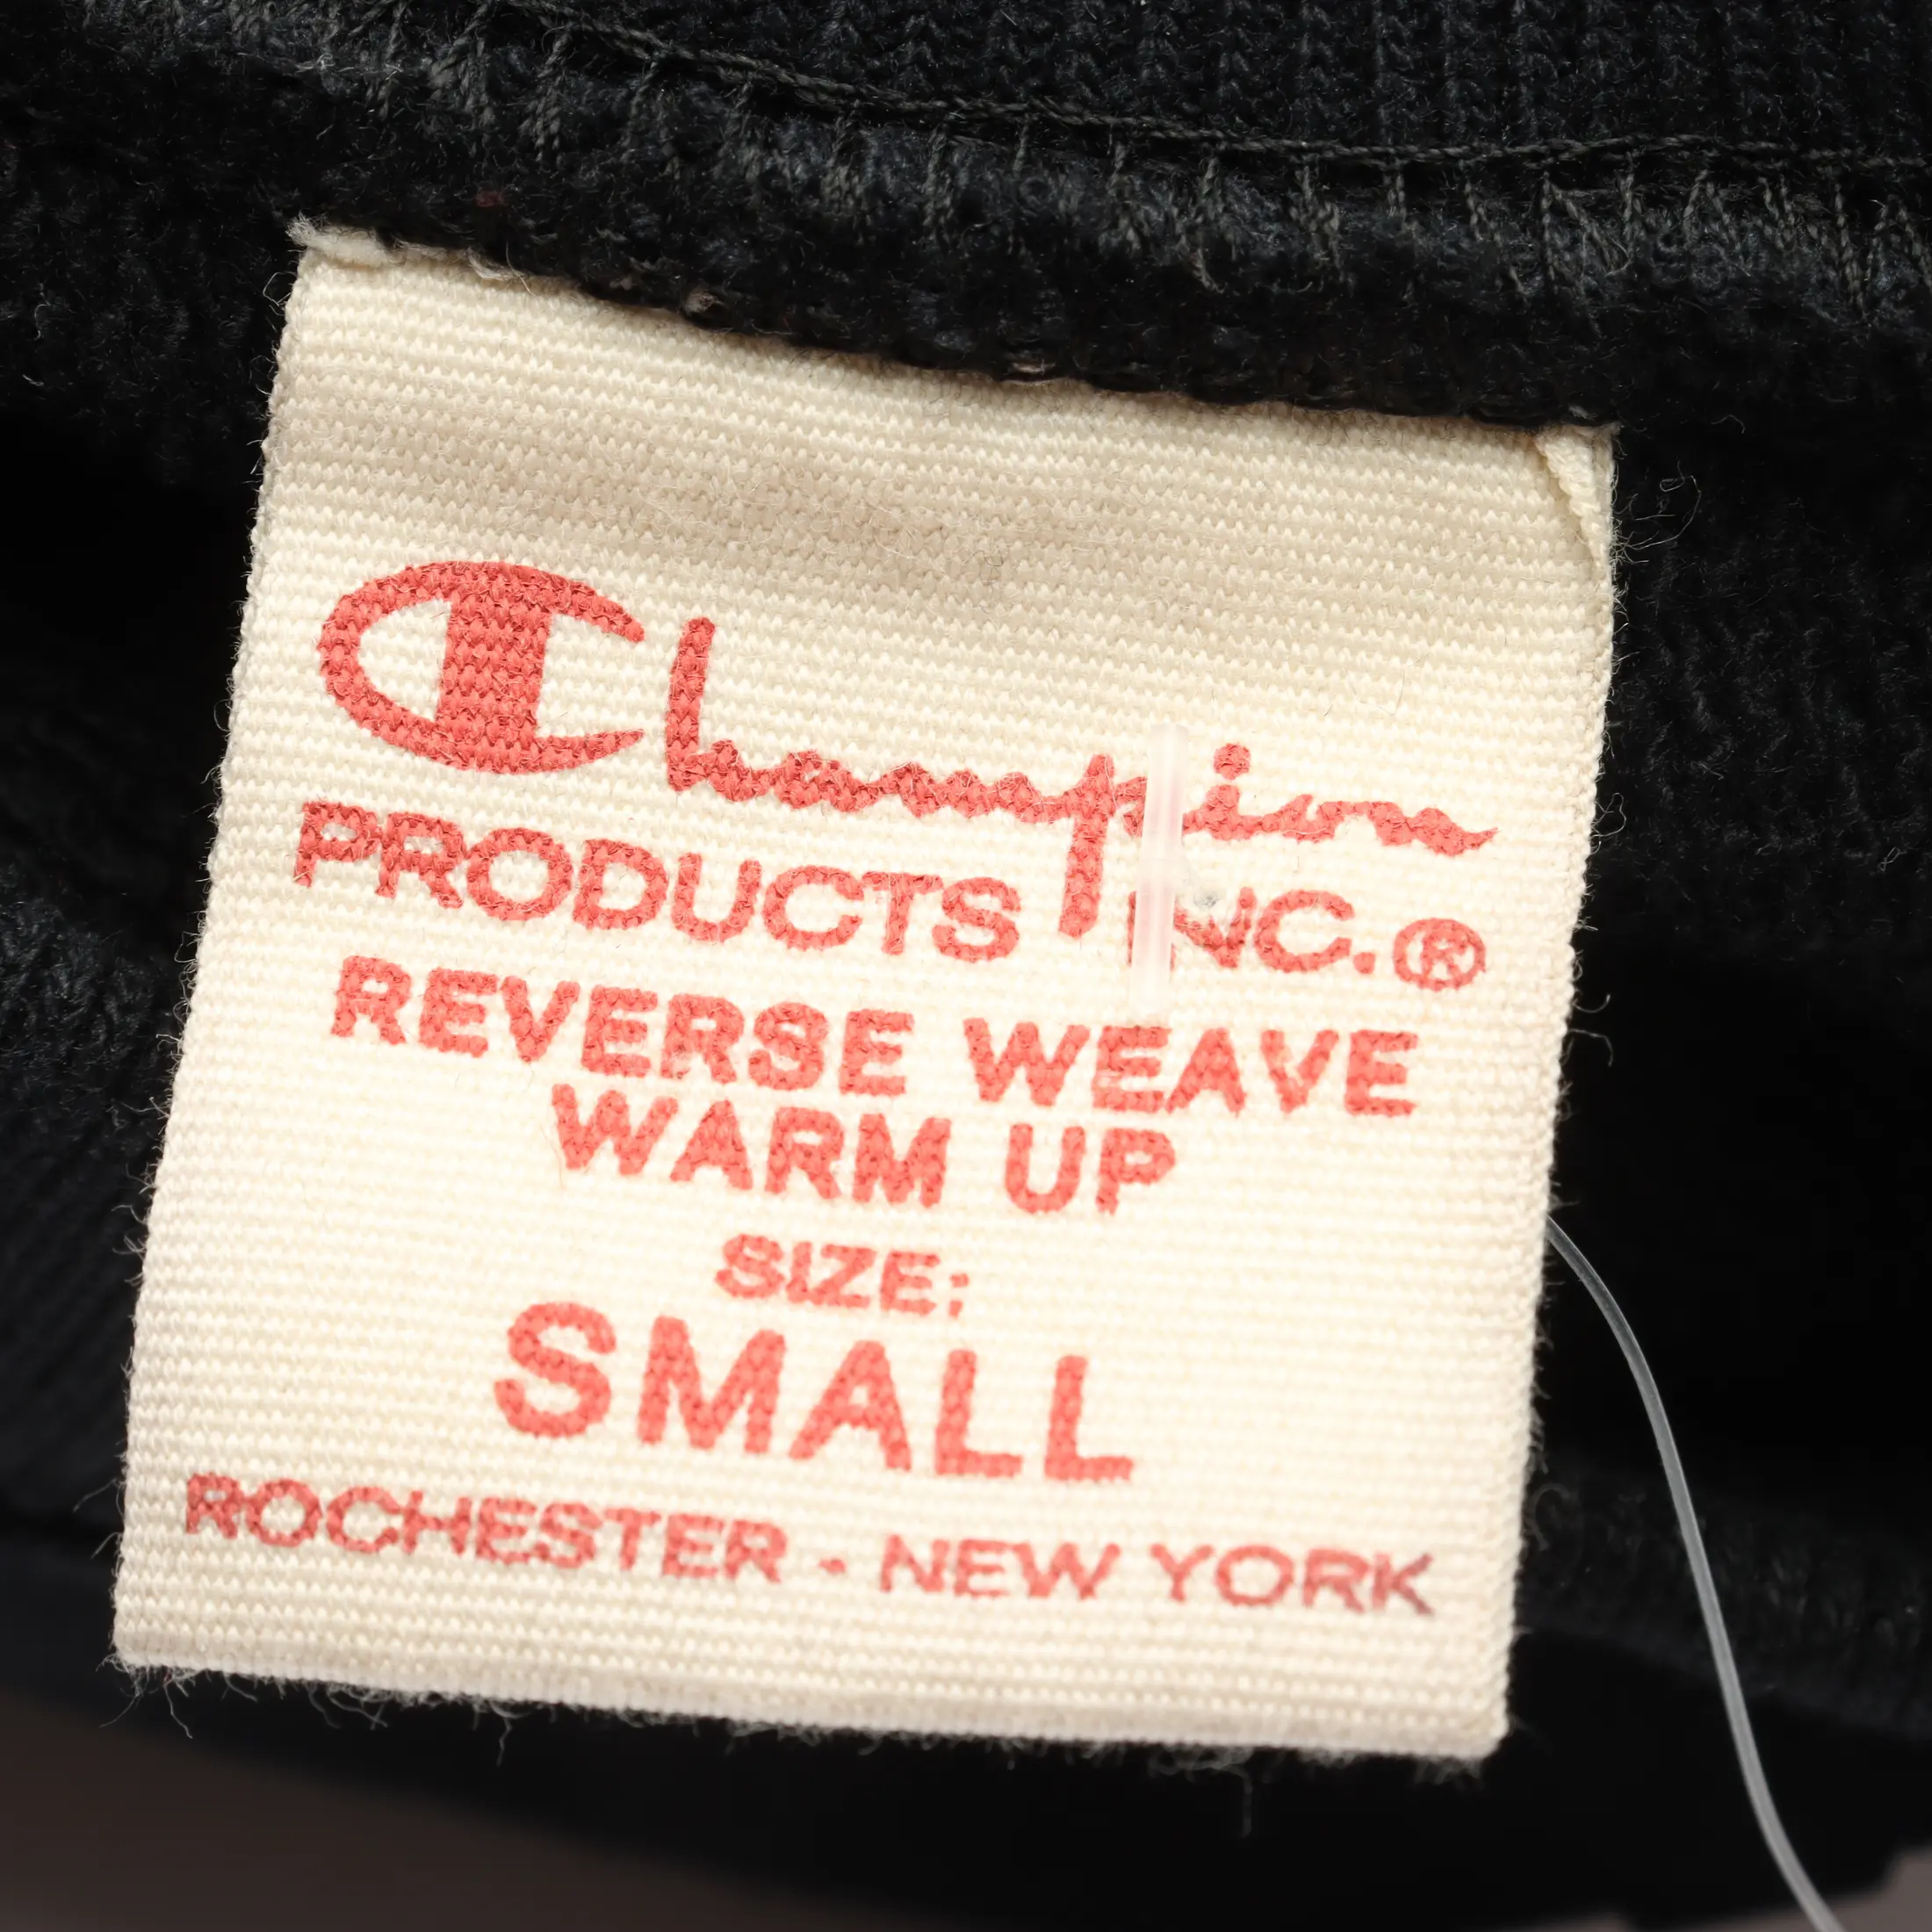 Champion
PRODUCTS INC.®
REVERSE WEAVE
WARM UP
SIZE:
SMALL
ROCHESTER - NEW YORK